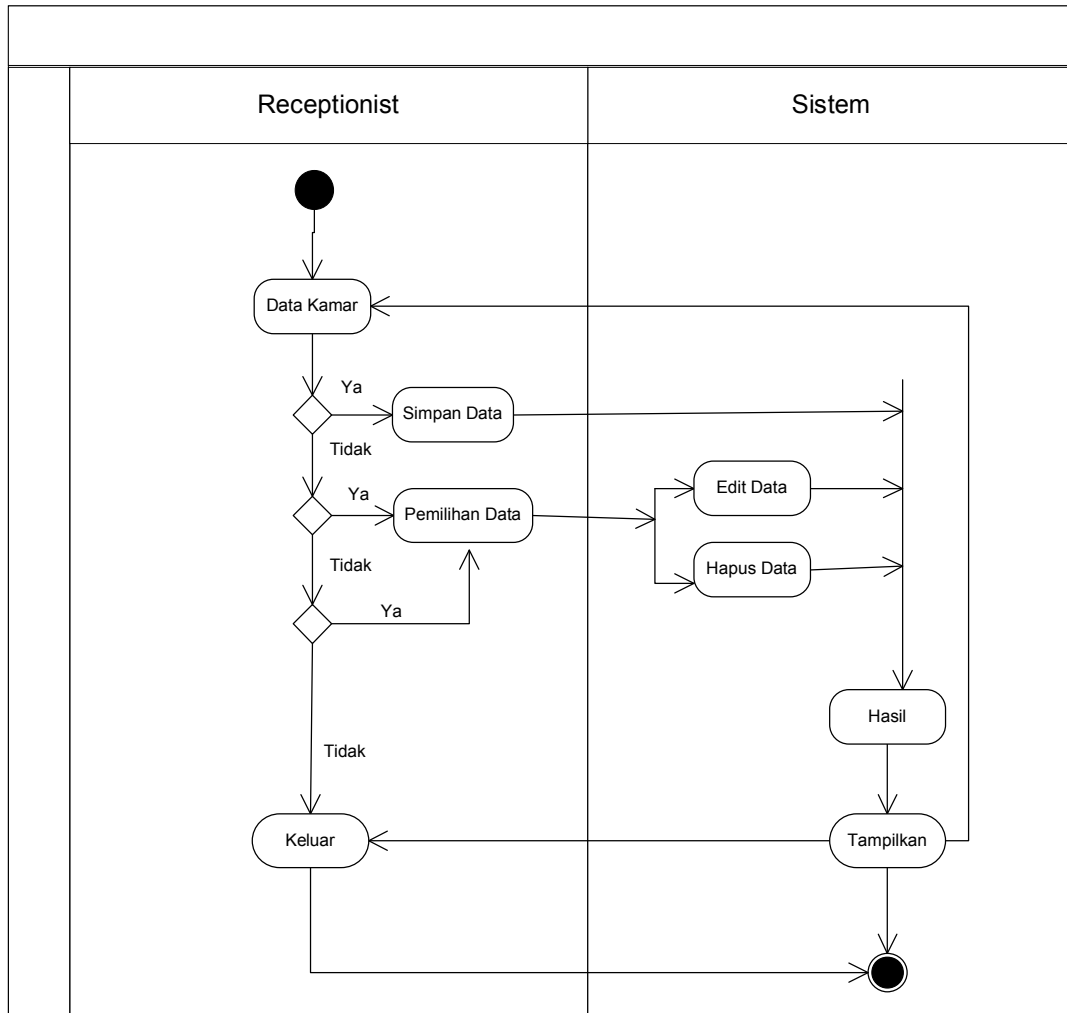 Receptionist
Sistem
Data Kamar
Ya
Simpan Data
Tidak
Ya
Pemilihan Data
Edit Data
Hapus Data
Tidak
Ya
Hasil
Tidak
Keluar
Tampilkan